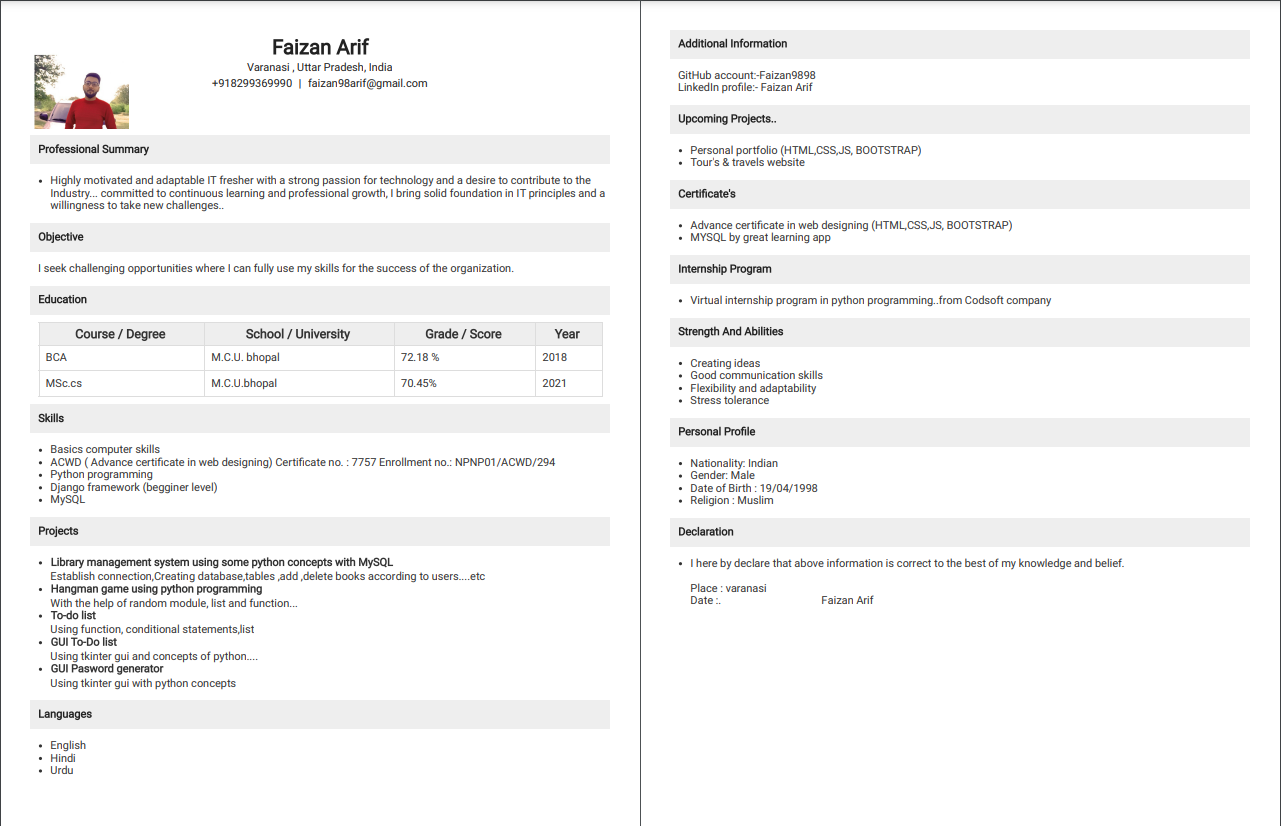 Faizan Arif
Varanasi , Uttar Pradesh, India
+918299369990 | faizan98arif@gmail.com
Professional Summary
• Highly motivated and adaptable IT fresher with a strong passion for technology and a desire to contribute to the
Industry... committed to continuous learning and professional growth, I bring solid foundation in IT principles and a
willingness to take new challenges..
Objective
I seek challenging opportunities where I can fully use my skills for the success of the organization.
Education
Course / Degree School / University Grade / Score Year
BCA M.C.U. bhopal 72.18 % 2018
MSc.cs M.C.U.bhopal 70.45% 2021
Skills
• Basics computer skills
• ACWD ( Advance certificate in web designing) Certificate no. : 7757 Enrollment no.: NPNP01/ACWD/294
• Python programming
• Django framework (begginer level)
• MySQL
Projects
• Library management system using some python concepts with MySQL
Establish connection,Creating database,tables ,add ,delete books according to users....etc
• Hangman game using python programming
With the help of random module, list and function...
• To-do list
Using function, conditional statements,list
• GUI To-Do list
Using tkinter gui and concepts of python....
• GUI Pasword generator
Using tkinter gui with python concepts
Languages
• English
• Hindi
• Urdu
Additional Information
GitHub account:-Faizan9898
LinkedIn profile:- Faizan Arif
Upcoming Projects..
• Personal portfolio (HTML,CSS,JS, BOOTSTRAP)
• Tour's & travels website
Certificate's
• Advance certificate in web designing (HTML,CSS,JS, BOOTSTRAP)
• MYSQL by great learning app
Internship Program
• Virtual internship program in python programming..from Codsoft company
Strength And Abilities
• Creating ideas
• Good communication skills
• Flexibility and adaptability
• Stress tolerance
Personal Profile
• Nationality: Indian
• Gender: Male
• Date of Birth : 19/04/1998
• Religion : Muslim
Declaration
• I here by declare that above information is correct to the best of my knowledge and belief.
Place : varanasi
Date :. Faizan Arif